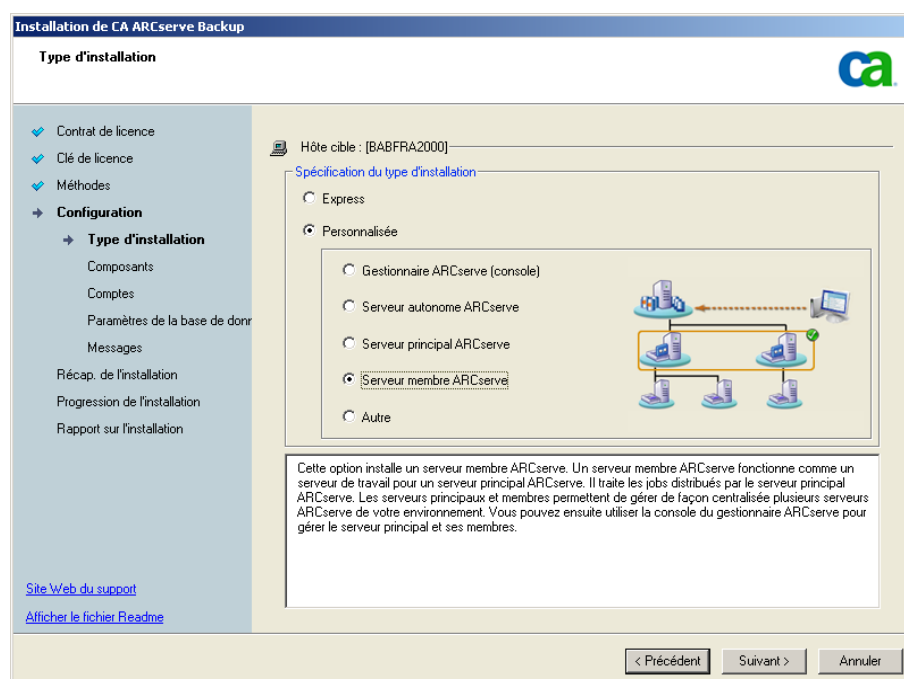 Installation de CA ARCserve Backup
Type d'installation
ca
Contrat de licence
Clé de licence
Méthodes
Configuration
Type d'installation
Composants
Comptes
Paramètres de la base de donr
Messages
Récap. de l'installation
Progression de l'installation
Rapport sur l'installation
Site Web du support
Afficher le fichier Readme
Hôte cible : [BABFRA2000]
Spécification du type d'installation
Express
Personnalisée
Gestionnaire ARCserve (console)
Serveur autonome ARCserve
Serveur principal ARCserve
Serveur membre ARCserve
Autre
Cette option installe un serveur membre ARCserve. Un serveur membre ARCserve fonctionne comme un
serveur de travail pour un serveur principal ARCserve. Il traite les jobs distribués par le serveur principal
ARCserve. Les serveurs principaux et membres permettent de gérer de façon centralisée plusieurs serveurs
ARCserve de votre environnement. Vous pouvez ensuite utiliser la console du gestionnaire ARCserve pour
gérer le serveur principal et ses membres.
< Précédent
Suivant >
Annuler